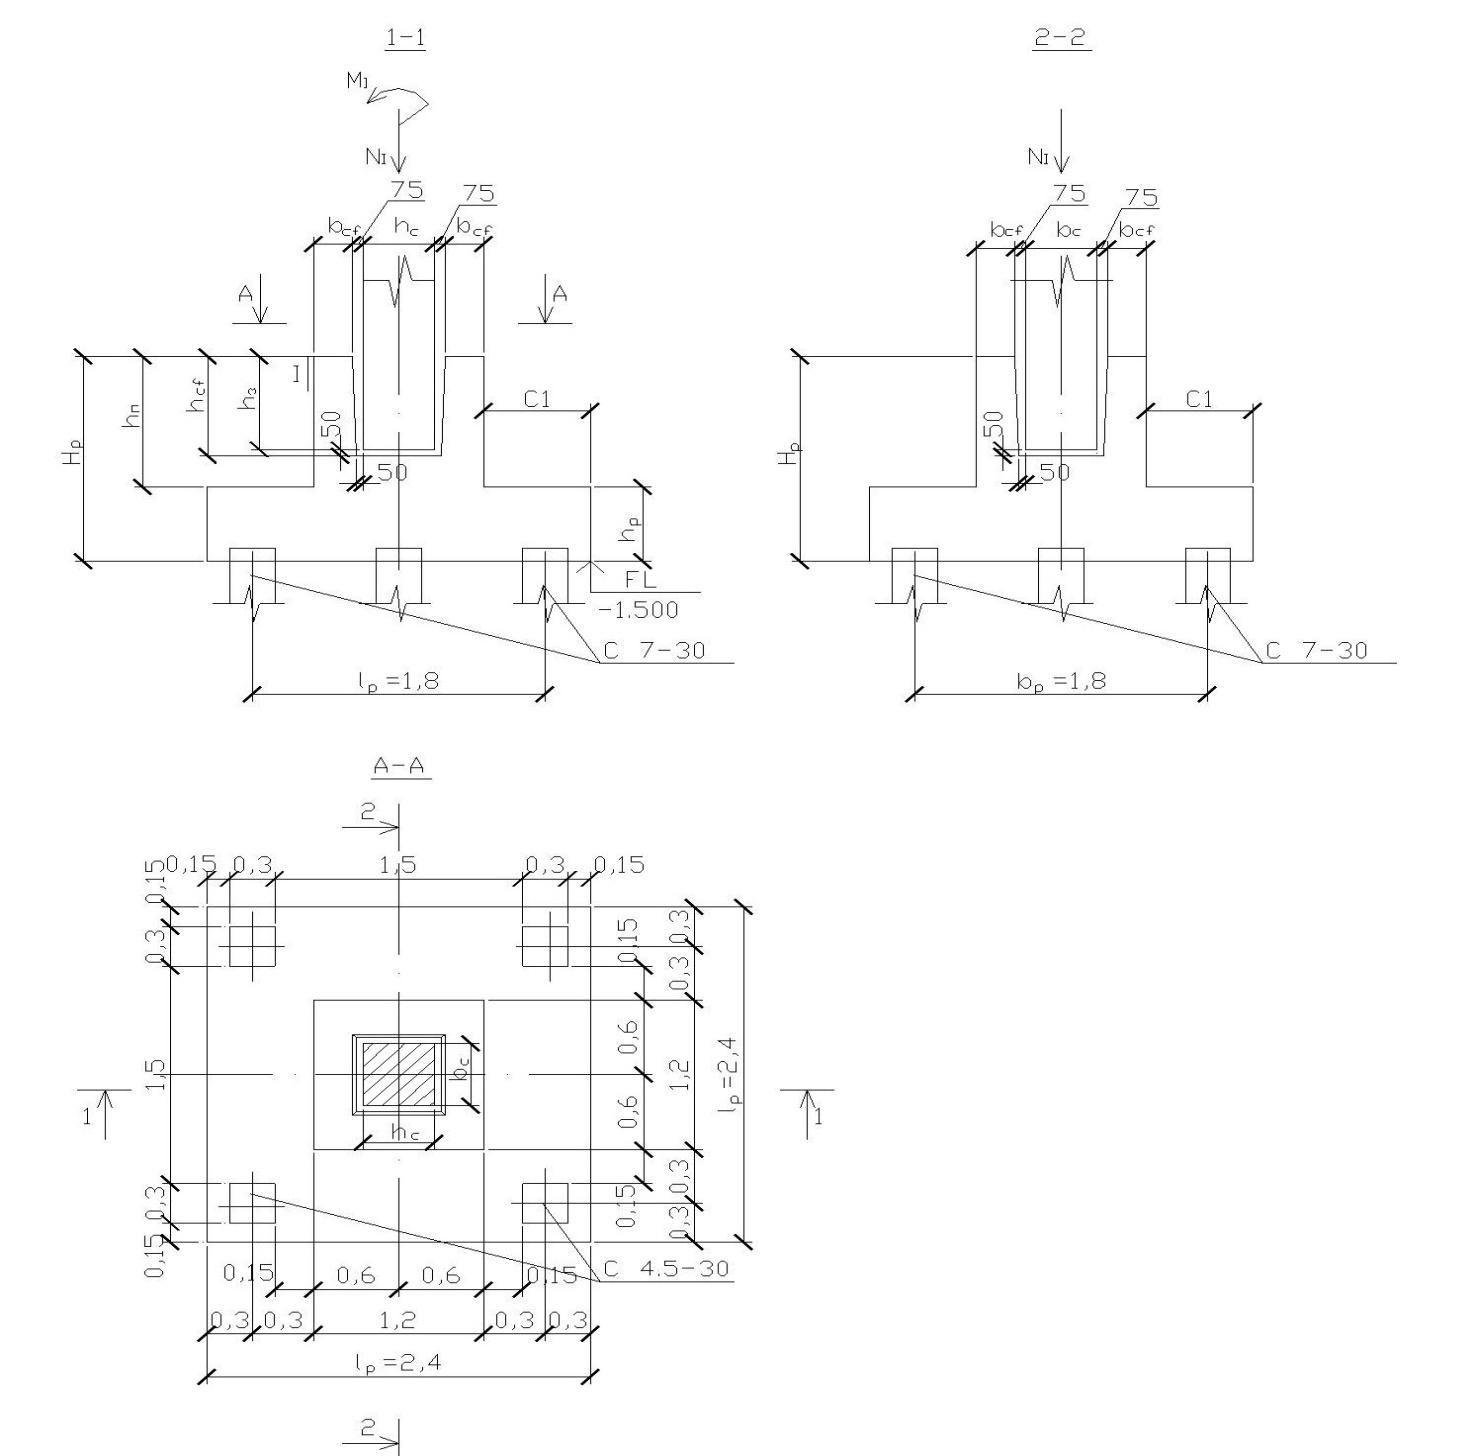 1-1
2-2
MI
NI
NI
75
75
75
75
bcf
hc
bcf
bcf
bc
bcf
A
A
I
Hp
hп
hcf
hз
50
50
C1
hp
FL
-1.500
C 7-30
lp=1,8
Hp
50
50
C1
C 7-30
bp=1,8
A-A
2
0,15
0,3
1,5
0,3
0,15
0,15
0,3
1,5
0,3
0,15
0,15
0,6
0,6
0,15
0,3
0,3
1,2
0,3
0,3
lp=2,4
bc
hc
1
1
C 4.5-30
0,15
0,6
0,6
0,15
0,3
0,3
1,2
0,3
0,3
lp=2,4
2